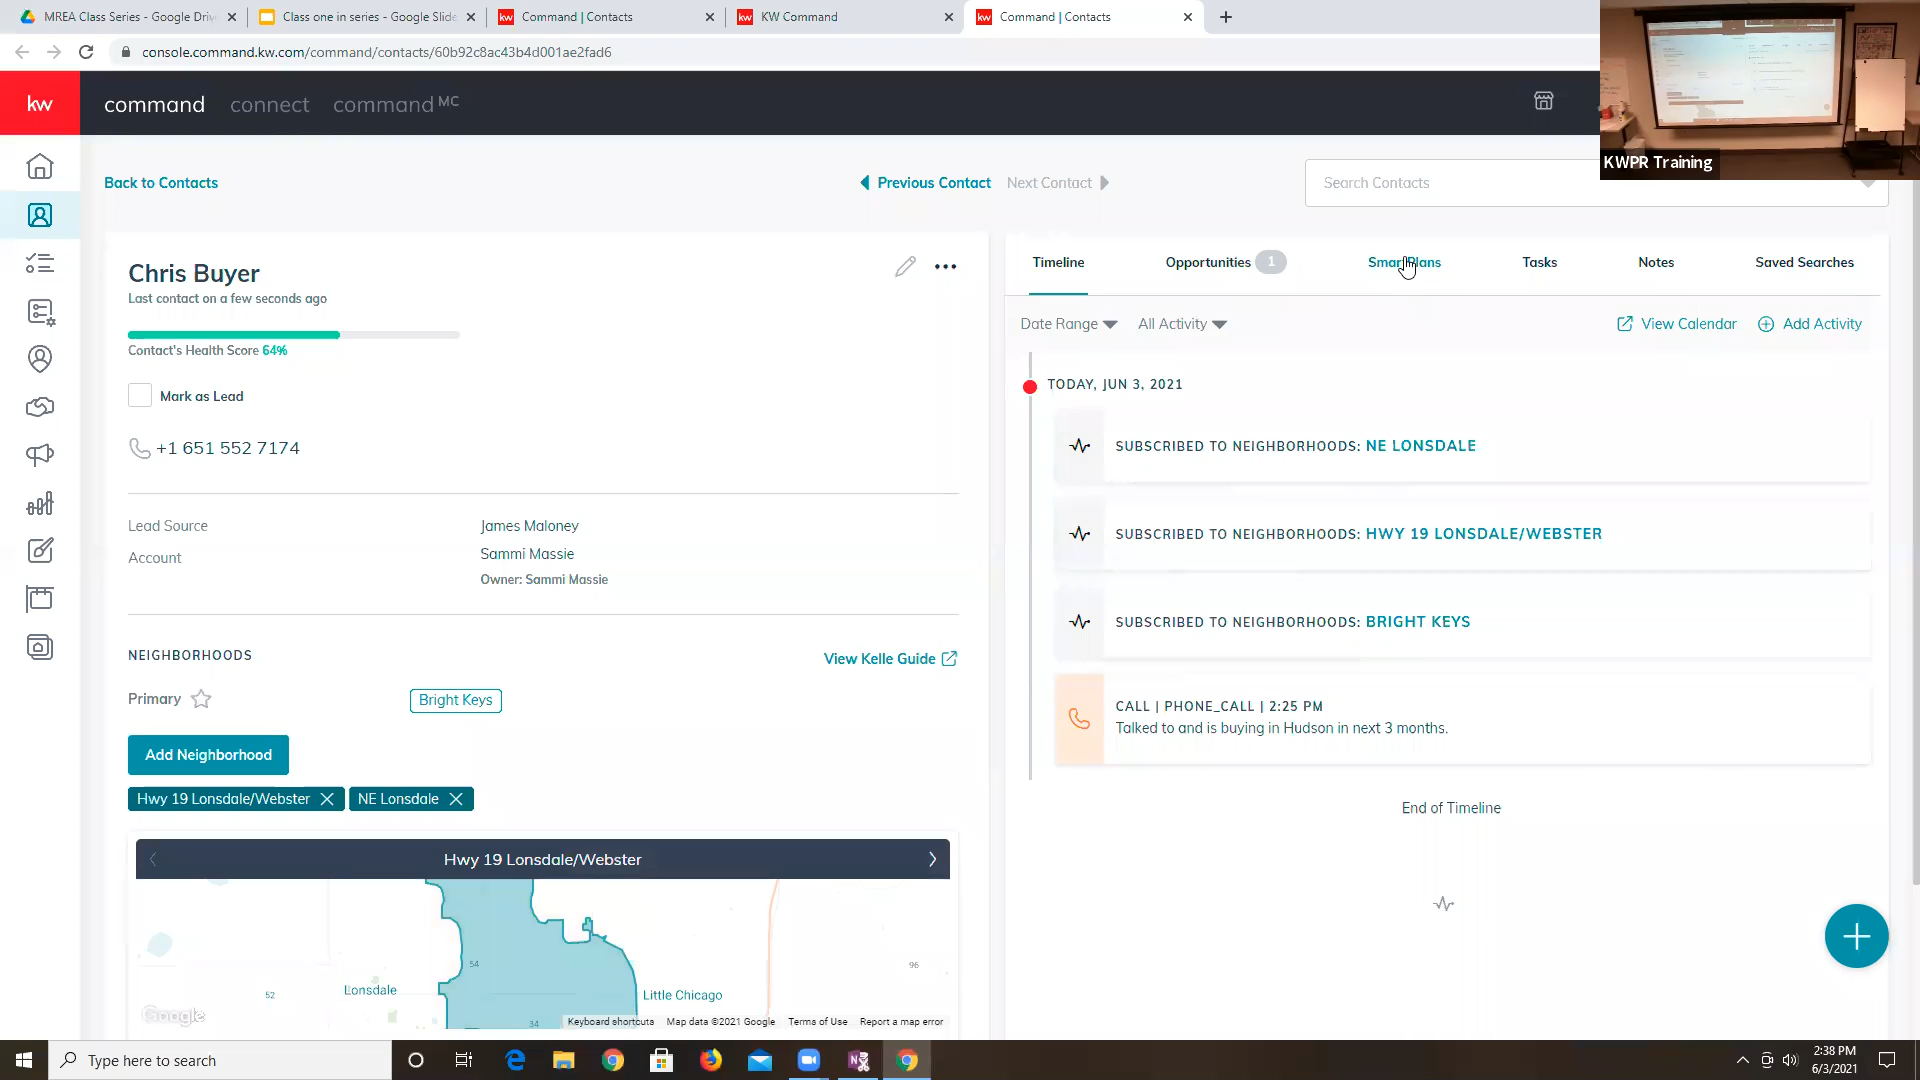 MREA Class Series - Google Driv
Class one in series - Google Slide
Command | Contacts
KW Command
Command | Contacts
console.command.kw.com/command/contacts/60b92c8ac43b4d001ae2fad6
kw
command
connect
command MC
KWPR Training
Back to Contacts
Previous Contact
Next Contact
Search Contacts
Chris Buyer
Last contact on a few seconds ago
Contact's Health Score 64%
Mark as Lead
+1 651 552 7174
Lead Source
James Maloney
Account
Sammi Massie
Owner: Sammi Massie
NEIGHBORHOODS
View Kelle Guide
Primary
Bright Keys
Add Neighborhood
Hwy 19 Lonsdale/Webster
NE Lonsdale
Hwy 19 Lonsdale/Webster
54
96
52
Lonsdale
Little Chicago
34
Google
Keyboard shortcuts
Map data ©2021 Google
Terms of Use
Report a map error
Timeline
Opportunities 1
SmartPlans
Tasks
Notes
Saved Searches
Date Range
All Activity
View Calendar
Add Activity
TODAY, JUN 3, 2021
SUBSCRIBED TO NEIGHBORHOODS: NE LONSDALE
SUBSCRIBED TO NEIGHBORHOODS: HWY 19 LONSDALE/WEBSTER
SUBSCRIBED TO NEIGHBORHOODS: BRIGHT KEYS
CALL | PHONE_CALL | 2:25 PM
Talked to and is buying in Hudson in next 3 months.
End of Timeline
Type here to search
2:38 PM
6/3/2021